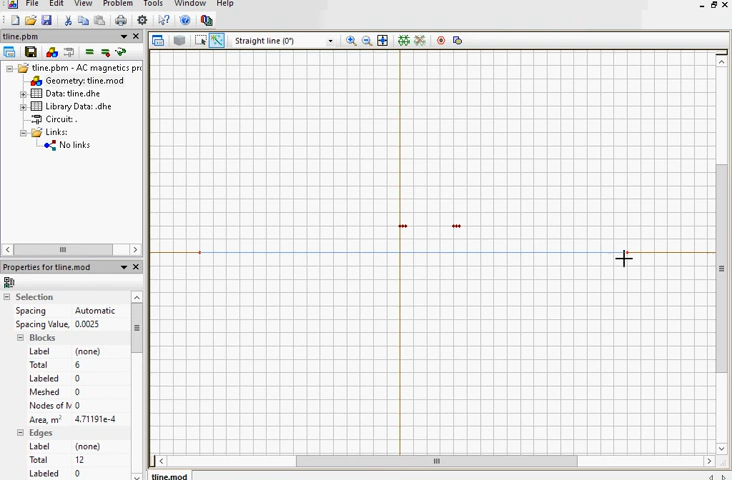 File Edit View Problem Tools Window Help
tline.pbm
Straight line (0°)
tline.pbm - AC magnetics pro
Geometry: tline.mod
Data: tline.dhe
Library Data: .dhe
Circuit: .
Links:
No links
Properties for tline.mod
Selection
Spacing Automatic
Spacing Value, 0.0025
Blocks
Label (none)
Total 6
Labeled 0
Meshed 0
Nodes of M 0
Area, m² 4.71191e-4
Edges
Label (none)
Total 12
Labeled 0
tline.mod